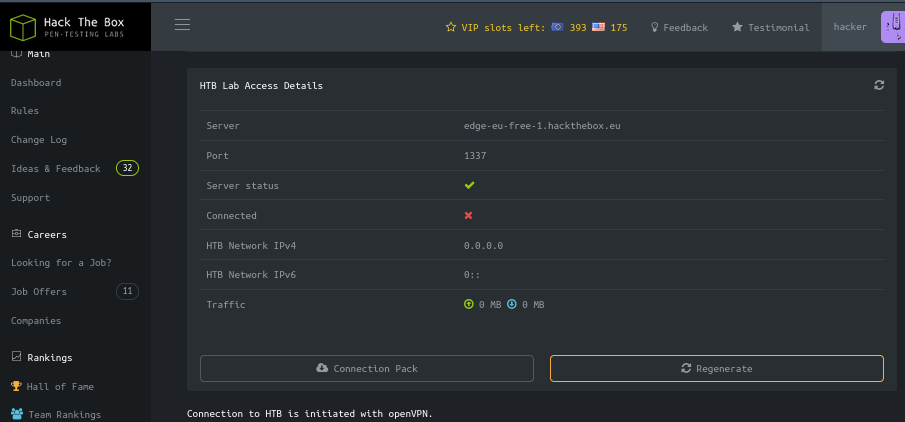 Hack The Box
PEN-TESTING LABS
VIP slots left: 393 175
Feedback
Testimonial
hacker
Main
Dashboard
Rules
Change Log
Ideas & Feedback 32
Support
Careers
Looking for a Job?
Job Offers 11
Companies
Rankings
Hall of Fame
Team Rankings
HTB Lab Access Details
Server edge-eu-free-1.hackthebox.eu
Port 1337
Server status
Connected
HTB Network IPv4 0.0.0.0
HTB Network IPv6 0::
Traffic 0 MB 0 MB
Connection Pack
Regenerate
Connection to HTB is initiated with openVPN.